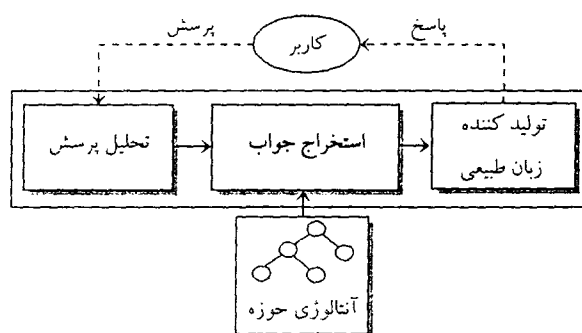 پرسش
کاربر
پاسخ
تحلیل پرسش
استخراج جواب
تولید کننده
زبان طبیعی
آنتالوژی حوزه